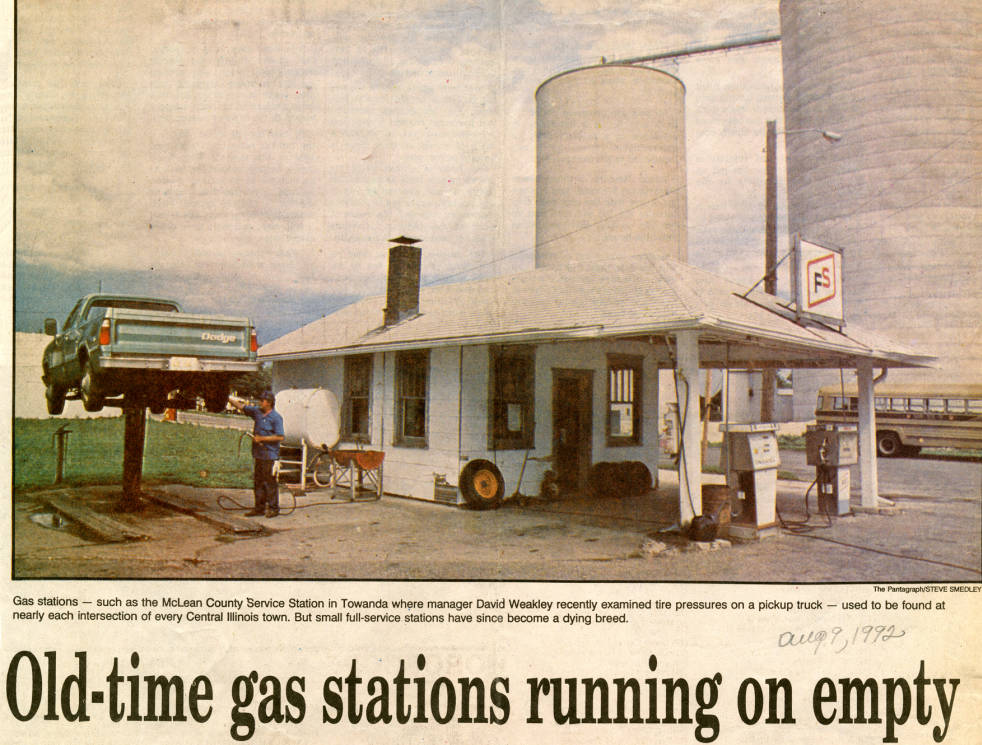 Dodge
FS
The Pantagraph/STEVE SMEDLEY
Gas stations — such as the McLean County Service Station in Towanda where manager David Weakley recently examined tire pressures on a pickup truck — used to be found at
nearly each intersection of every Central Illinois town. But small full-service stations have since become a dying breed.
aug 9, 1992
Old-time gas stations running on empty